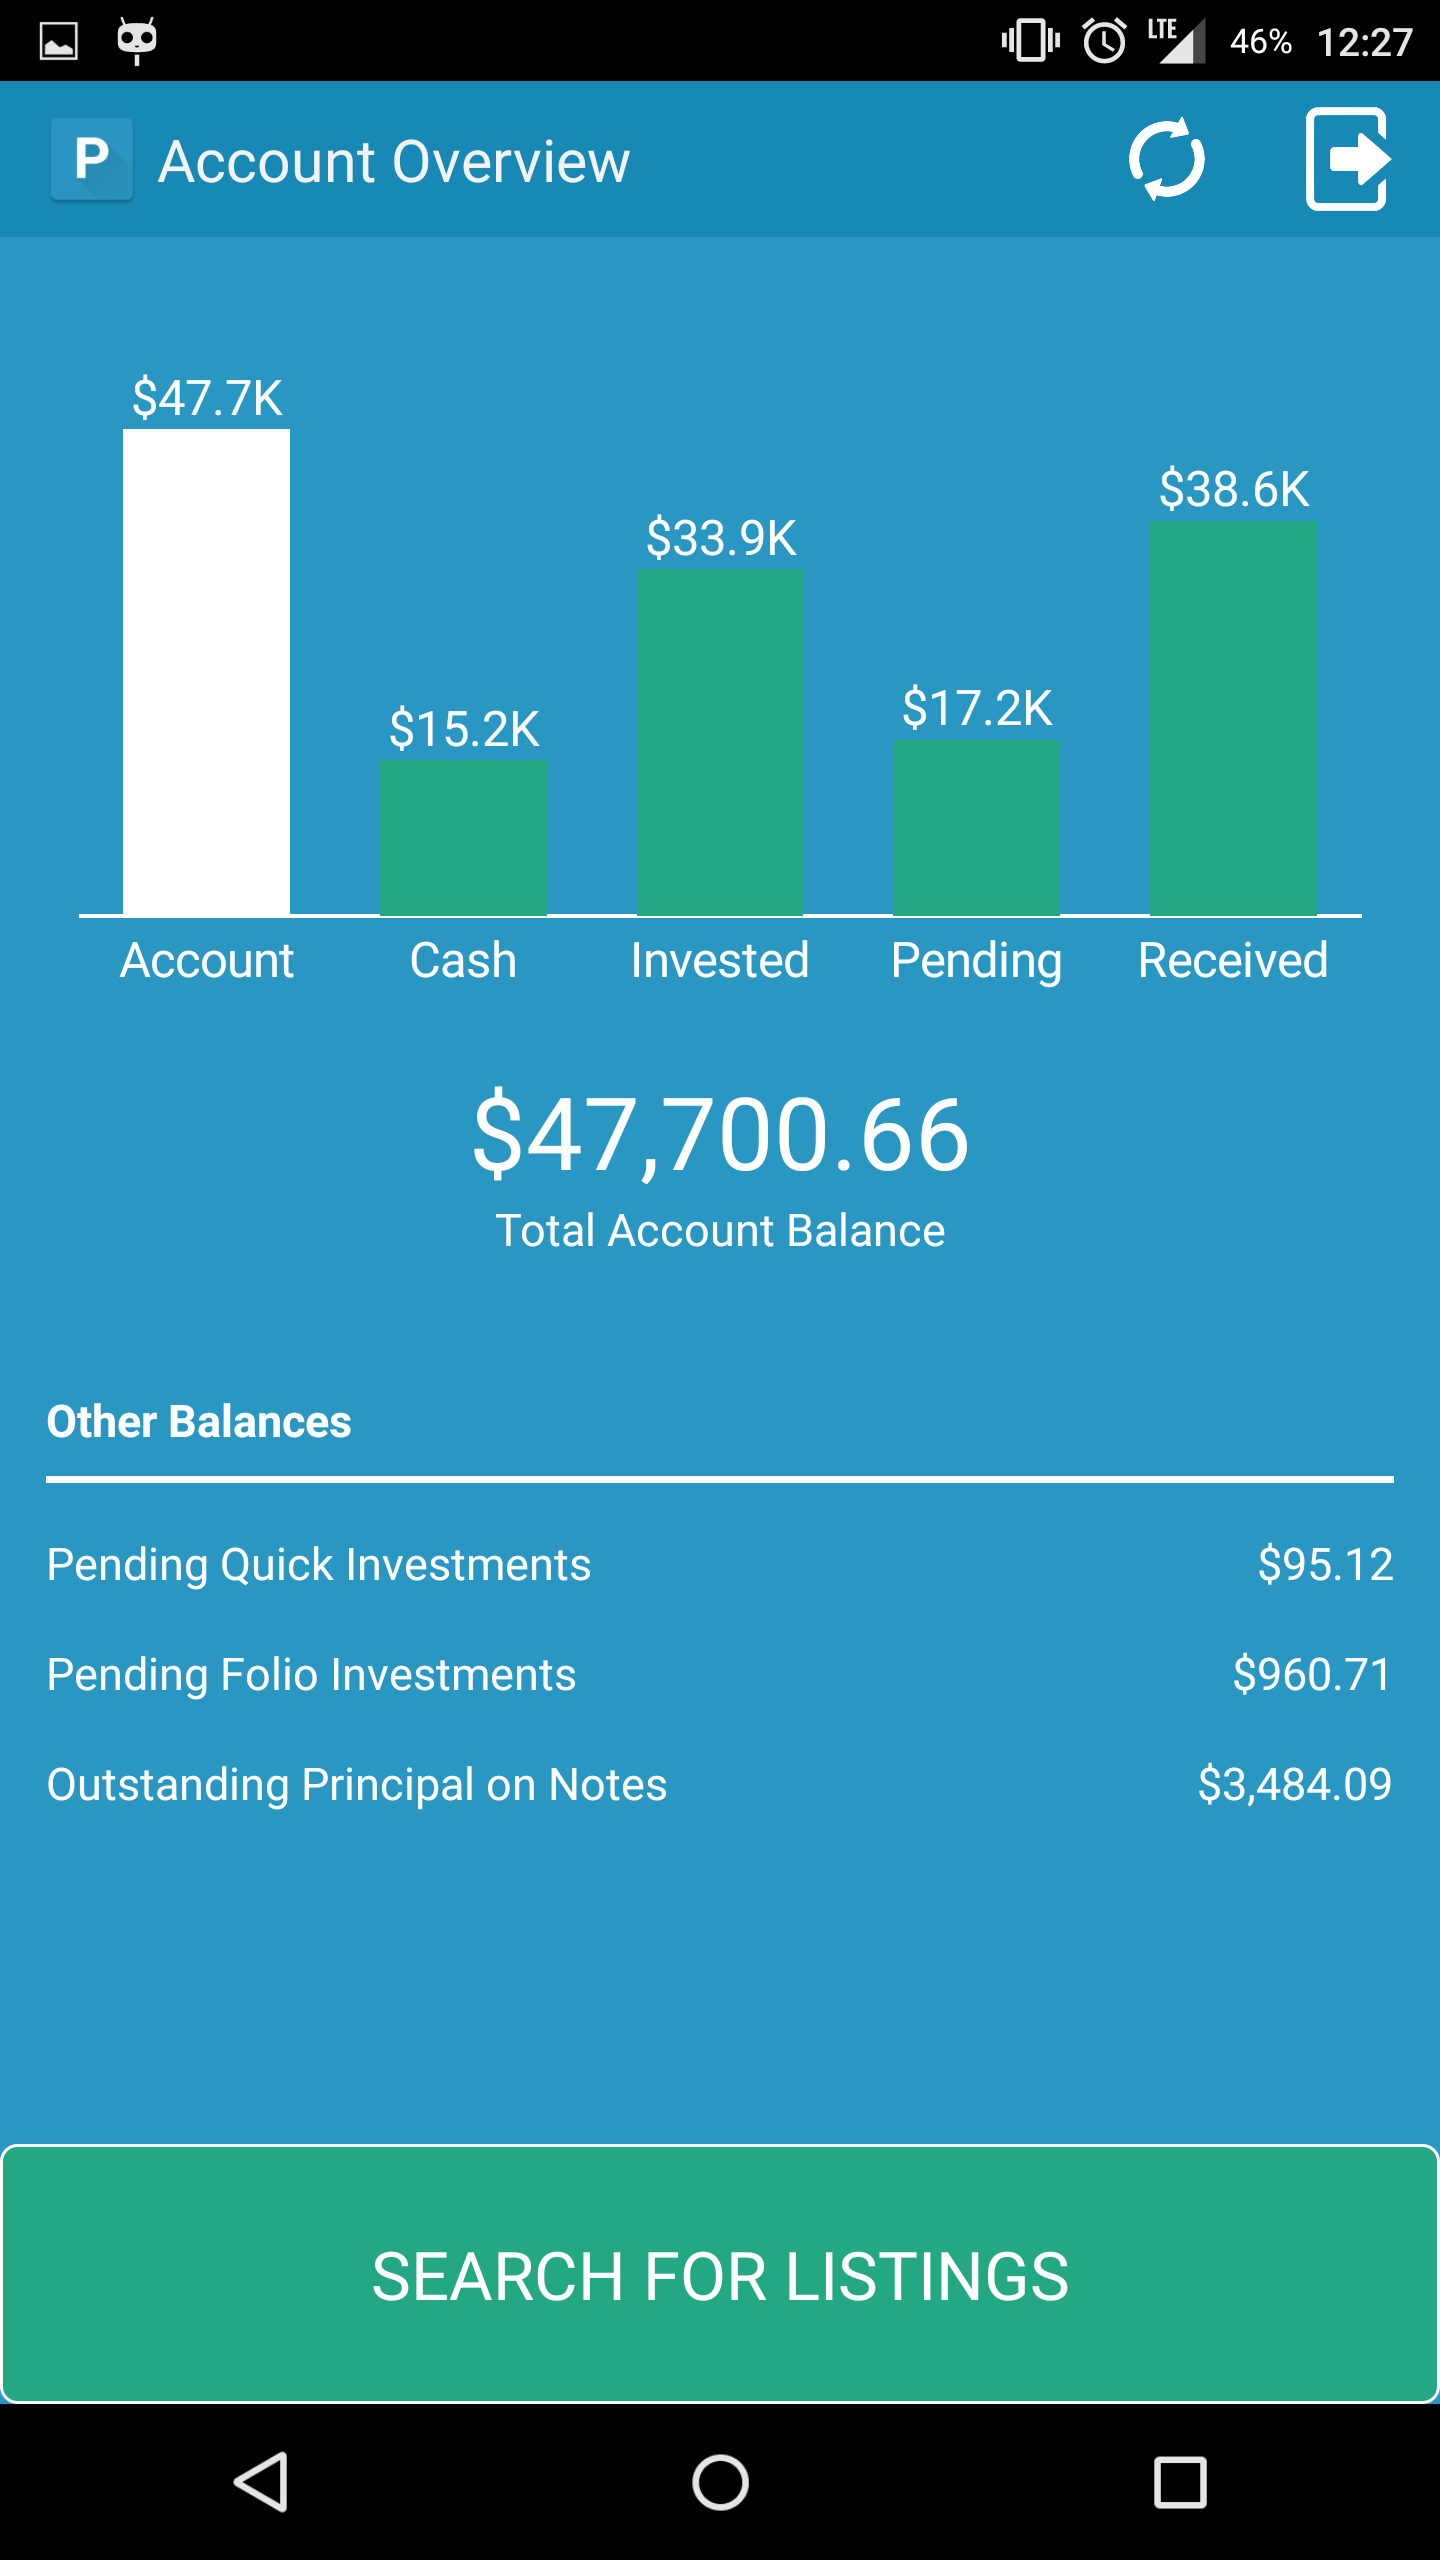 LTE 46% 12:27
P Account Overview
$47.7K
$38.6K
$33.9K
$17.2K
$15.2K
Account Cash Invested Pending Received
$47,700.66
Total Account Balance
Other Balances
Pending Quick Investments $95.12
Pending Folio Investments $960.71
Outstanding Principal on Notes $3,484.09
SEARCH FOR LISTINGS